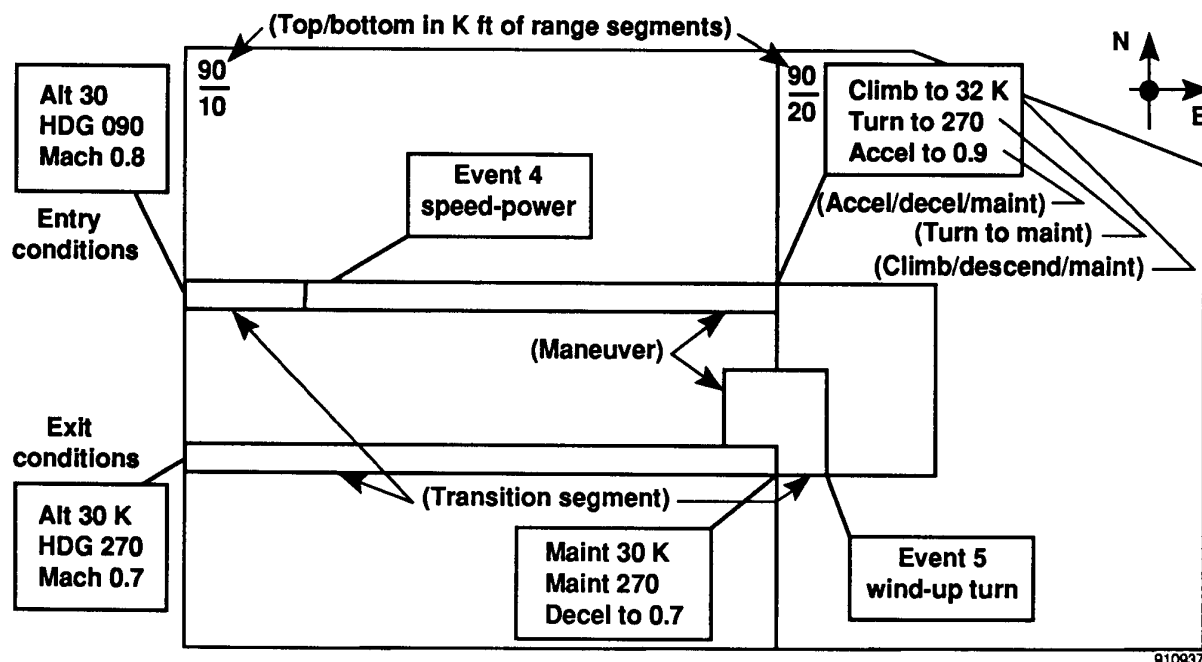 (Top/bottom in K ft of range segments)
90
10
90
20
N
E
Alt 30
HDG 090
Mach 0.8
Entry
conditions
Event 4
speed-power
Climb to 32 K
Turn to 270
Accel to 0.9
(Accel/decel/maint)
(Turn to maint)
(Climb/descend/maint)
(Maneuver)
Exit
conditions
Alt 30 K
HDG 270
Mach 0.7
(Transition segment)
Maint 30 K
Maint 270
Decel to 0.7
Event 5
wind-up turn
910937